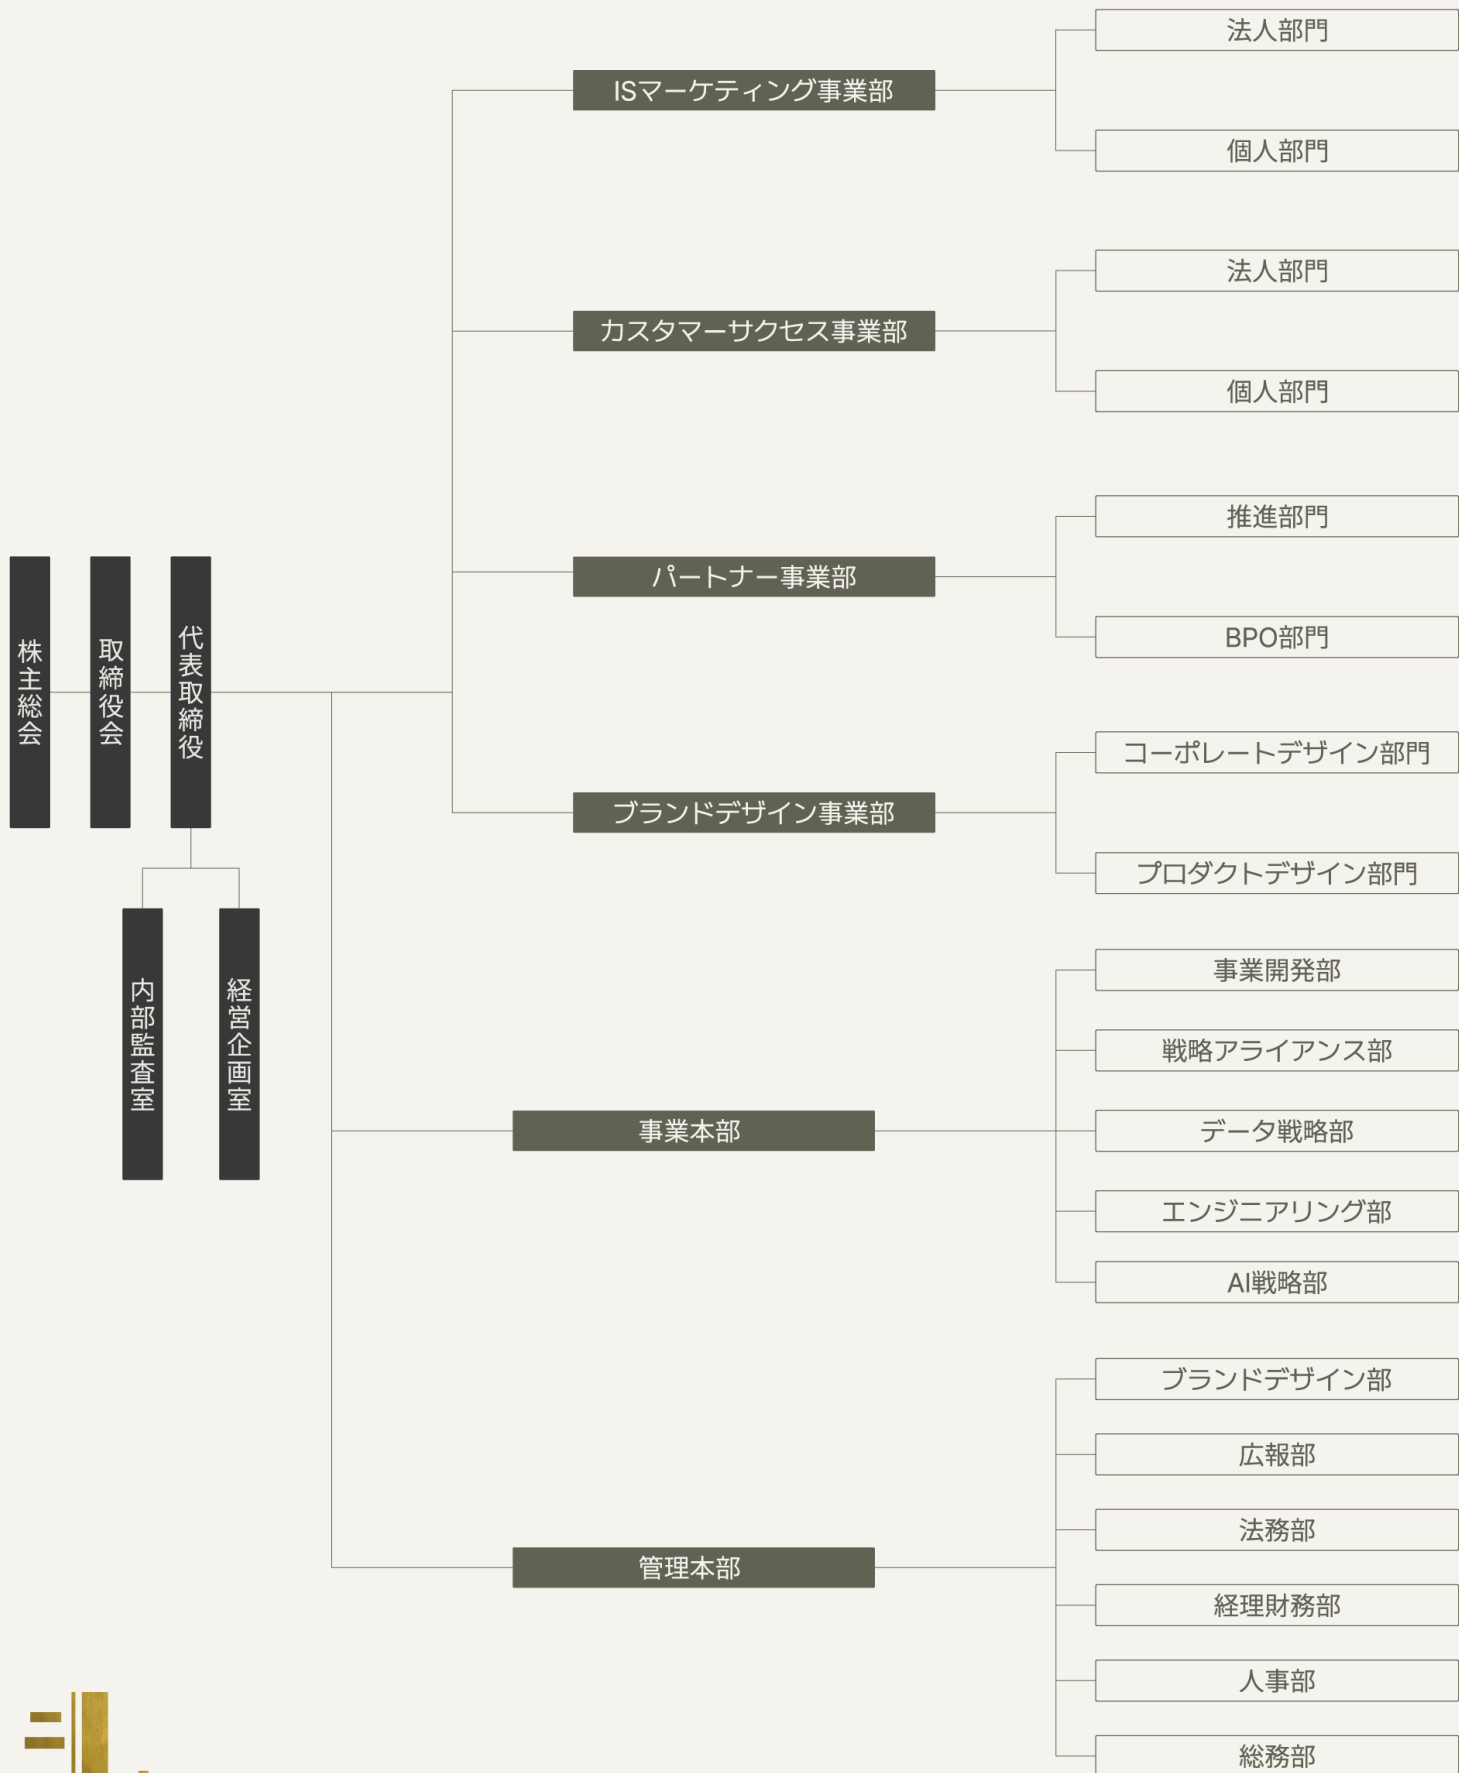 株主総会
取締役会
代表取締役
内部監査室
経営企画室
ISマーケティング事業部
法人部門
個人部門
カスタマーサクセス事業部
法人部門
個人部門
パートナー事業部
推進部門
BPO部門
ブランドデザイン事業部
コーポレートデザイン部門
プロダクトデザイン部門
事業本部
事業開発部
戦略アライアンス部
データ戦略部
エンジニアリング部
AI戦略部
管理本部
ブランドデザイン部
広報部
法務部
経理財務部
人事部
総務部